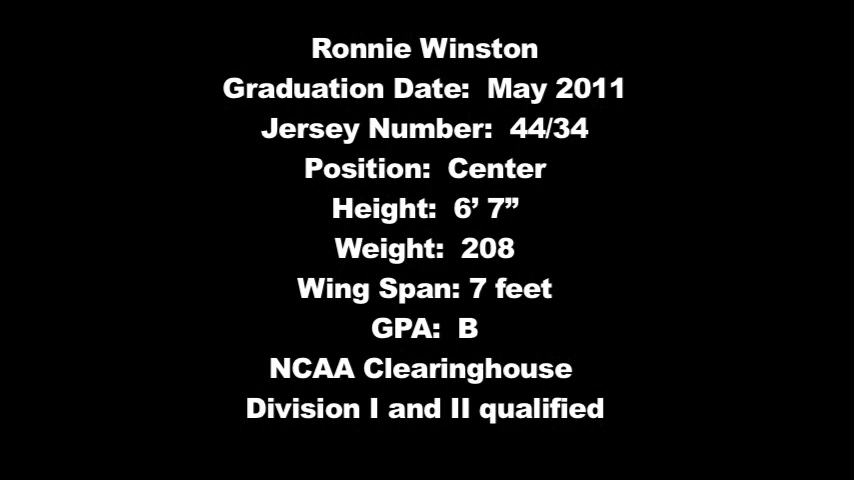 Ronnie Winston
Graduation Date:  May 2011
Jersey Number:  44/34
Position:  Center
Height:  6’ 7”
Weight:  208
Wing Span: 7 feet
GPA:  B
NCAA Clearinghouse
Division I and II qualified